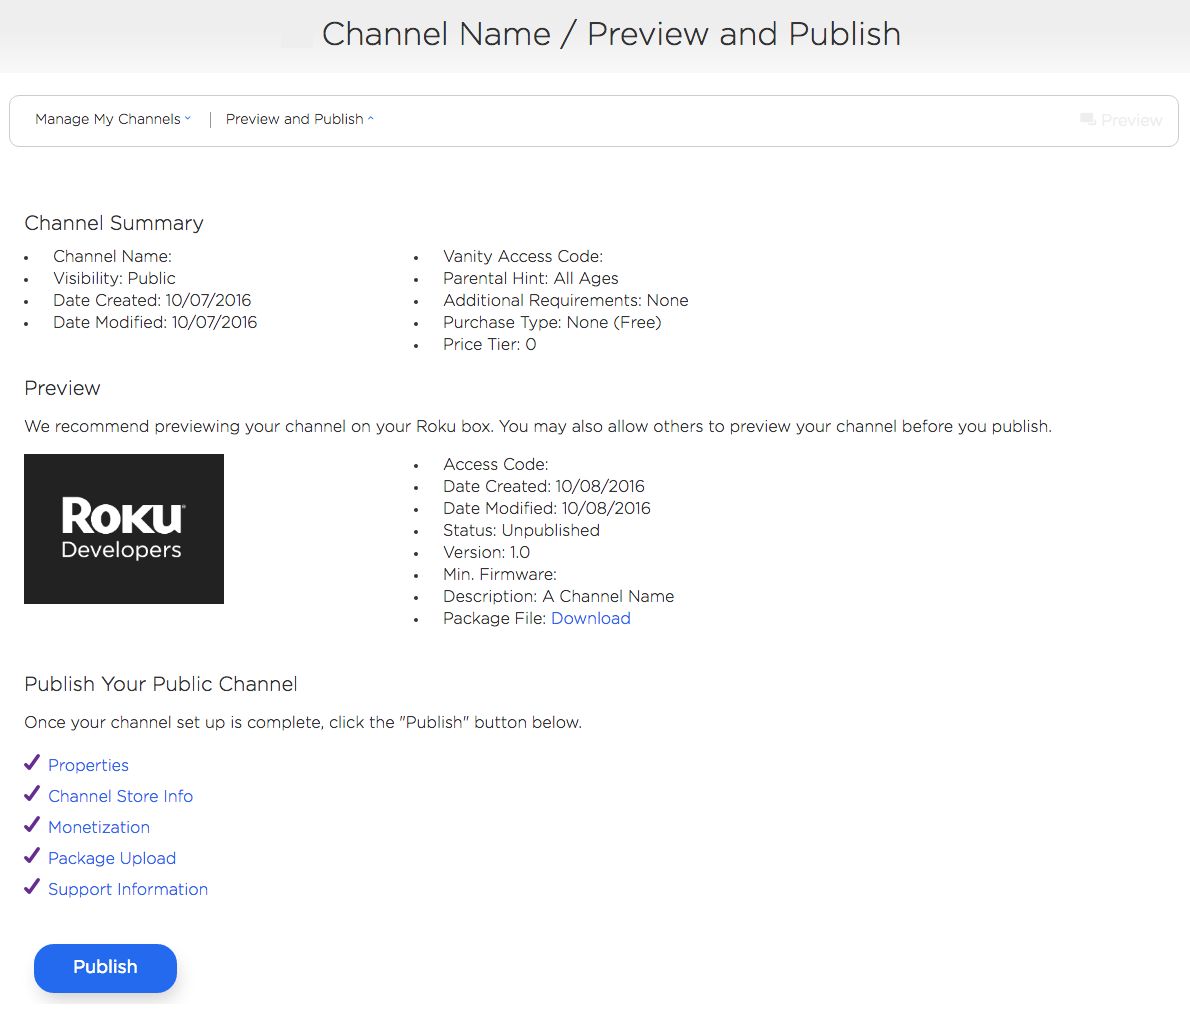 Channel Name / Preview and Publish
Manage My Channels | Preview and Publish
Preview
Channel Summary
Channel Name:
Visibility: Public
Date Created: 10/07/2016
Date Modified: 10/07/2016
Vanity Access Code:
Parental Hint: All Ages
Additional Requirements: None
Purchase Type: None (Free)
Price Tier: 0
Preview
We recommend previewing your channel on your Roku box. You may also allow others to preview your channel before you publish.
ROKU
Developers
Access Code:
Date Created: 10/08/2016
Date Modified: 10/08/2016
Status: Unpublished
Version: 1.0
Min. Firmware:
Description: A Channel Name
Package File: Download
Publish Your Public Channel
Once your channel set up is complete, click the "Publish" button below.
Properties
Channel Store Info
Monetization
Package Upload
Support Information
Publish